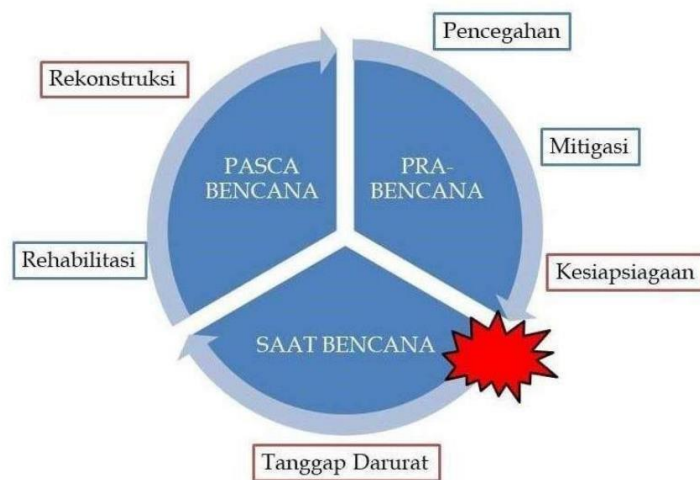 Pencegahan
Rekonstruksi
Mitigasi
PASCA
BENCANA
PRA-
BENCANA
Rehabilitasi
Kesiapsiagaan
SAAT BENCANA
Tanggap Darurat